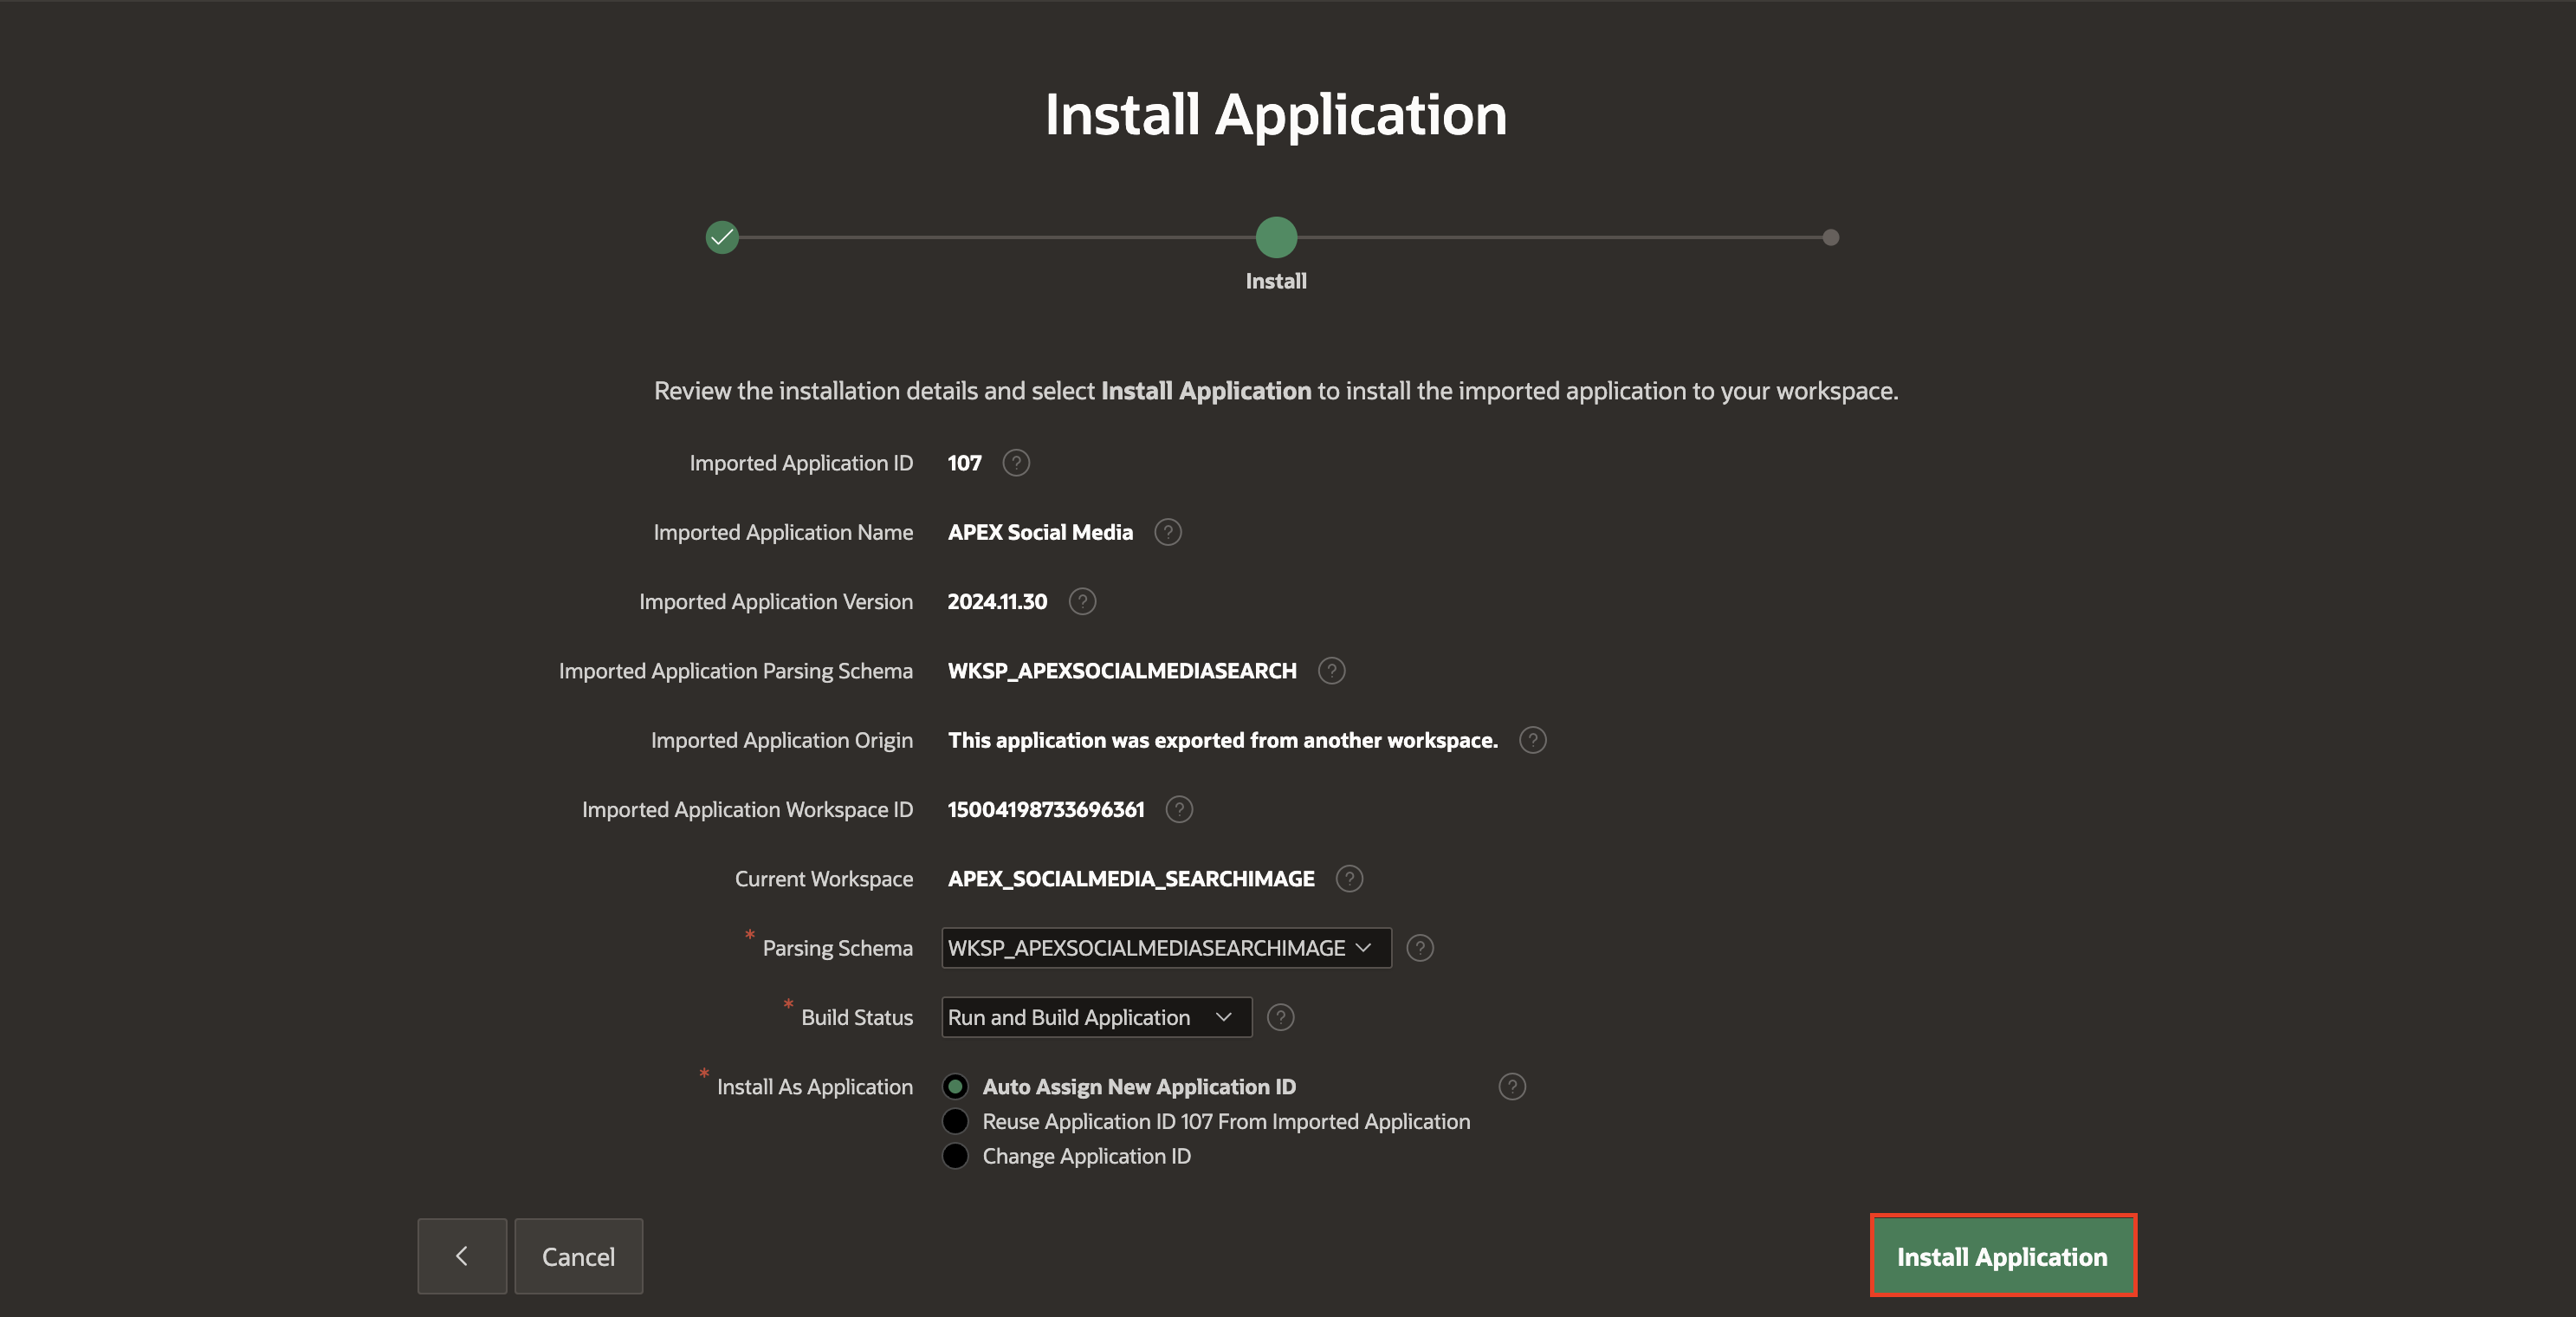 Install Application
Install
Review the installation details and select Install Application to install the imported application to your workspace.
Imported Application ID 107 ?
Imported Application Name APEX Social Media ?
Imported Application Version 2024.11.30 ?
Imported Application Parsing Schema WKSP_APEXSOCIALMEDIASEARCH ?
Imported Application Origin This application was exported from another workspace. ?
Imported Application Workspace ID 15004198733696361 ?
Current Workspace APEX_SOCIALMEDIA_SEARCHIMAGE ?
* Parsing Schema WKSP_APEXSOCIALMEDIASEARCHIMAGE ?
* Build Status Run and Build Application ?
* Install As Application Auto Assign New Application ID ?
Reuse Application ID 107 From Imported Application
Change Application ID
Cancel Install Application